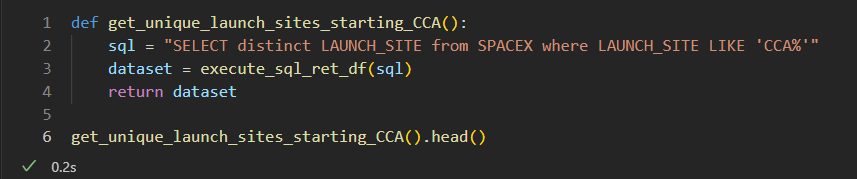 1 def get_unique_launch_sites_starting_CCA():
2     sql = "SELECT distinct LAUNCH_SITE from SPACEX where LAUNCH_SITE LIKE 'CCA%'"
3     dataset = execute_sql_ret_df(sql)
4     return dataset
5
6 get_unique_launch_sites_starting_CCA().head()
✓ 0.2s